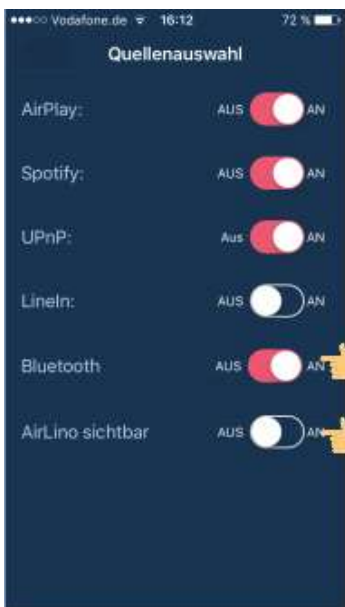 Vodafone.de 16:12 72 %
Quellenauswahl
AirPlay: AUS AN
Spotify: AUS AN
UPnP: Aus AN
LineIn: AUS AN
Bluetooth AUS AN
AirLino sichtbar AUS AN